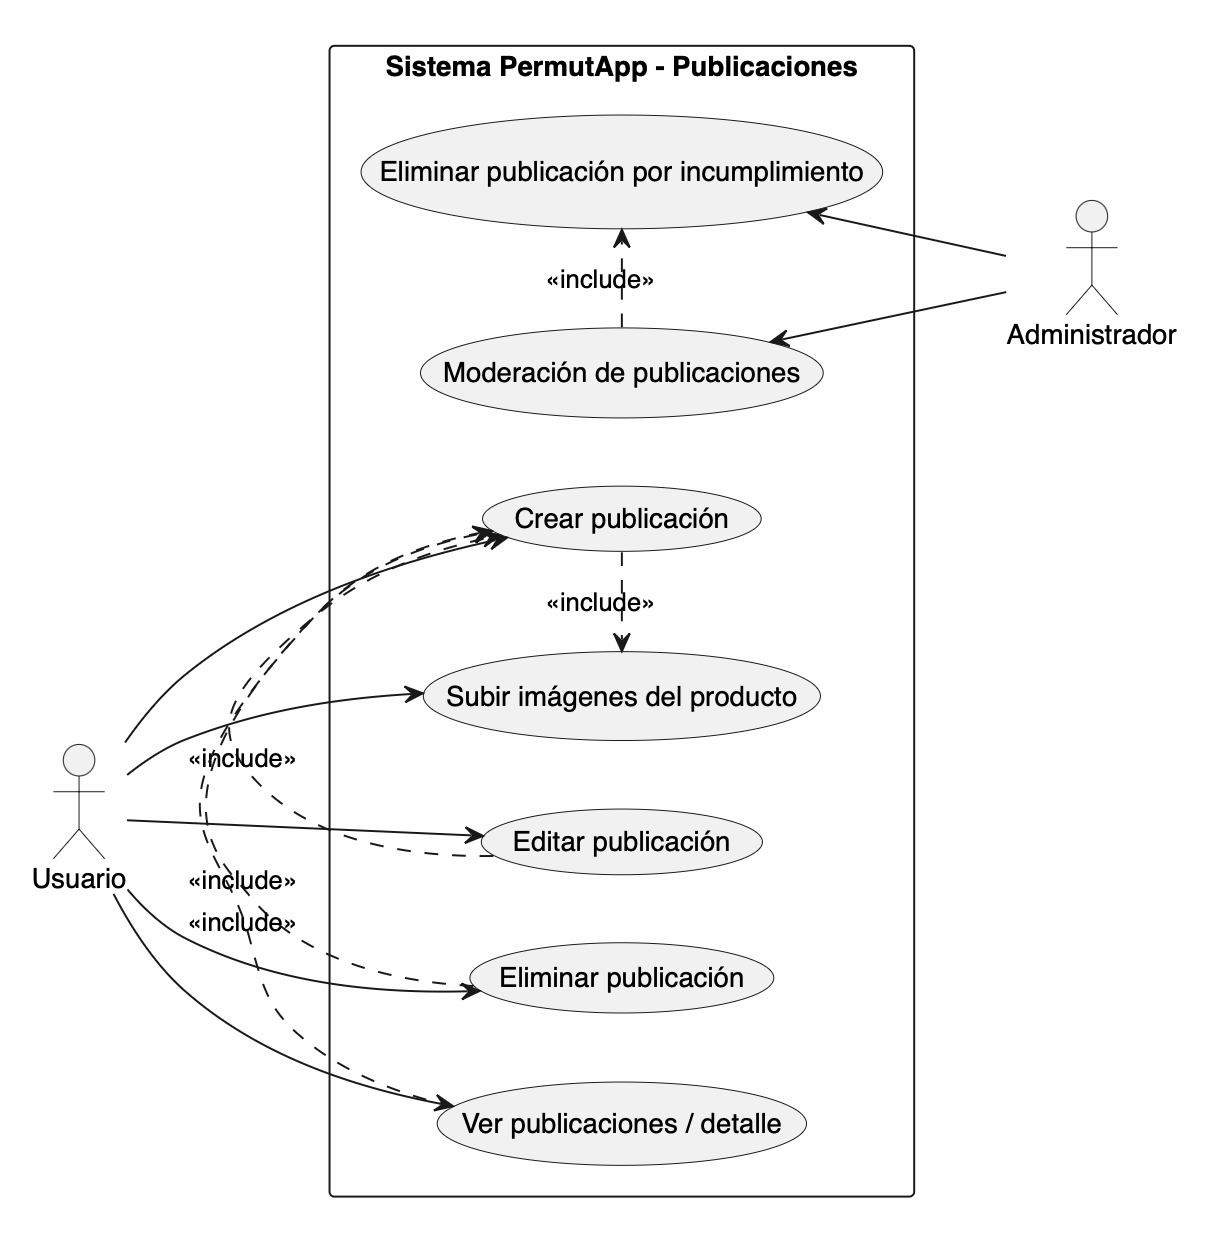 Sistema PermutApp - Publicaciones
Eliminar publicación por incumplimiento
«include»
Administrador
Moderación de publicaciones
Crear publicación
«include»
Subir imágenes del producto
«include»
Editar publicación
Usuario
«include»
«include»
Eliminar publicación
Ver publicaciones / detalle